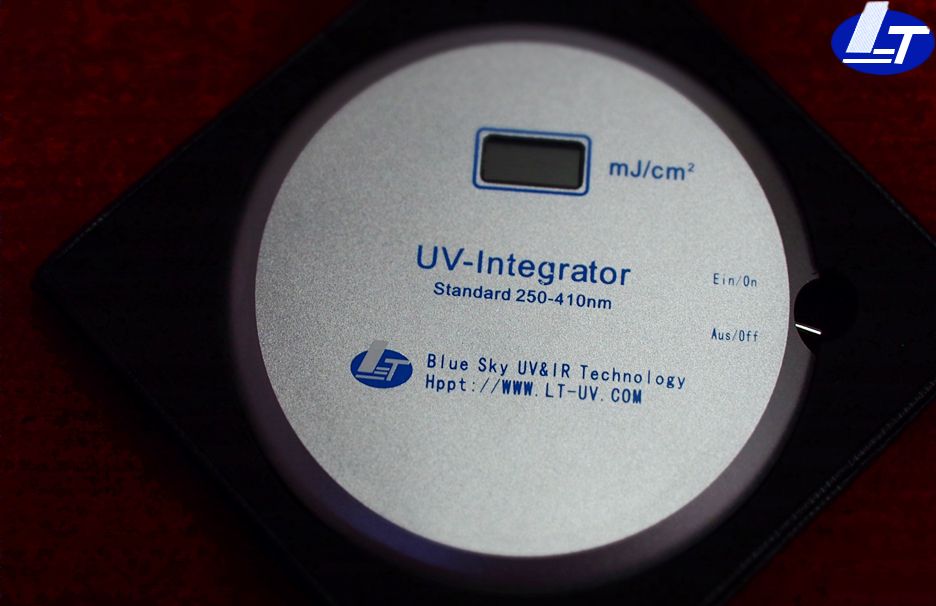 LT
mJ/cm²
UV-Integrator
Standard 250-410nm
Ein/On
Aus/Off
LT
Blue Sky UV&IR Technology
Hppt://WWW.LT-UV.COM